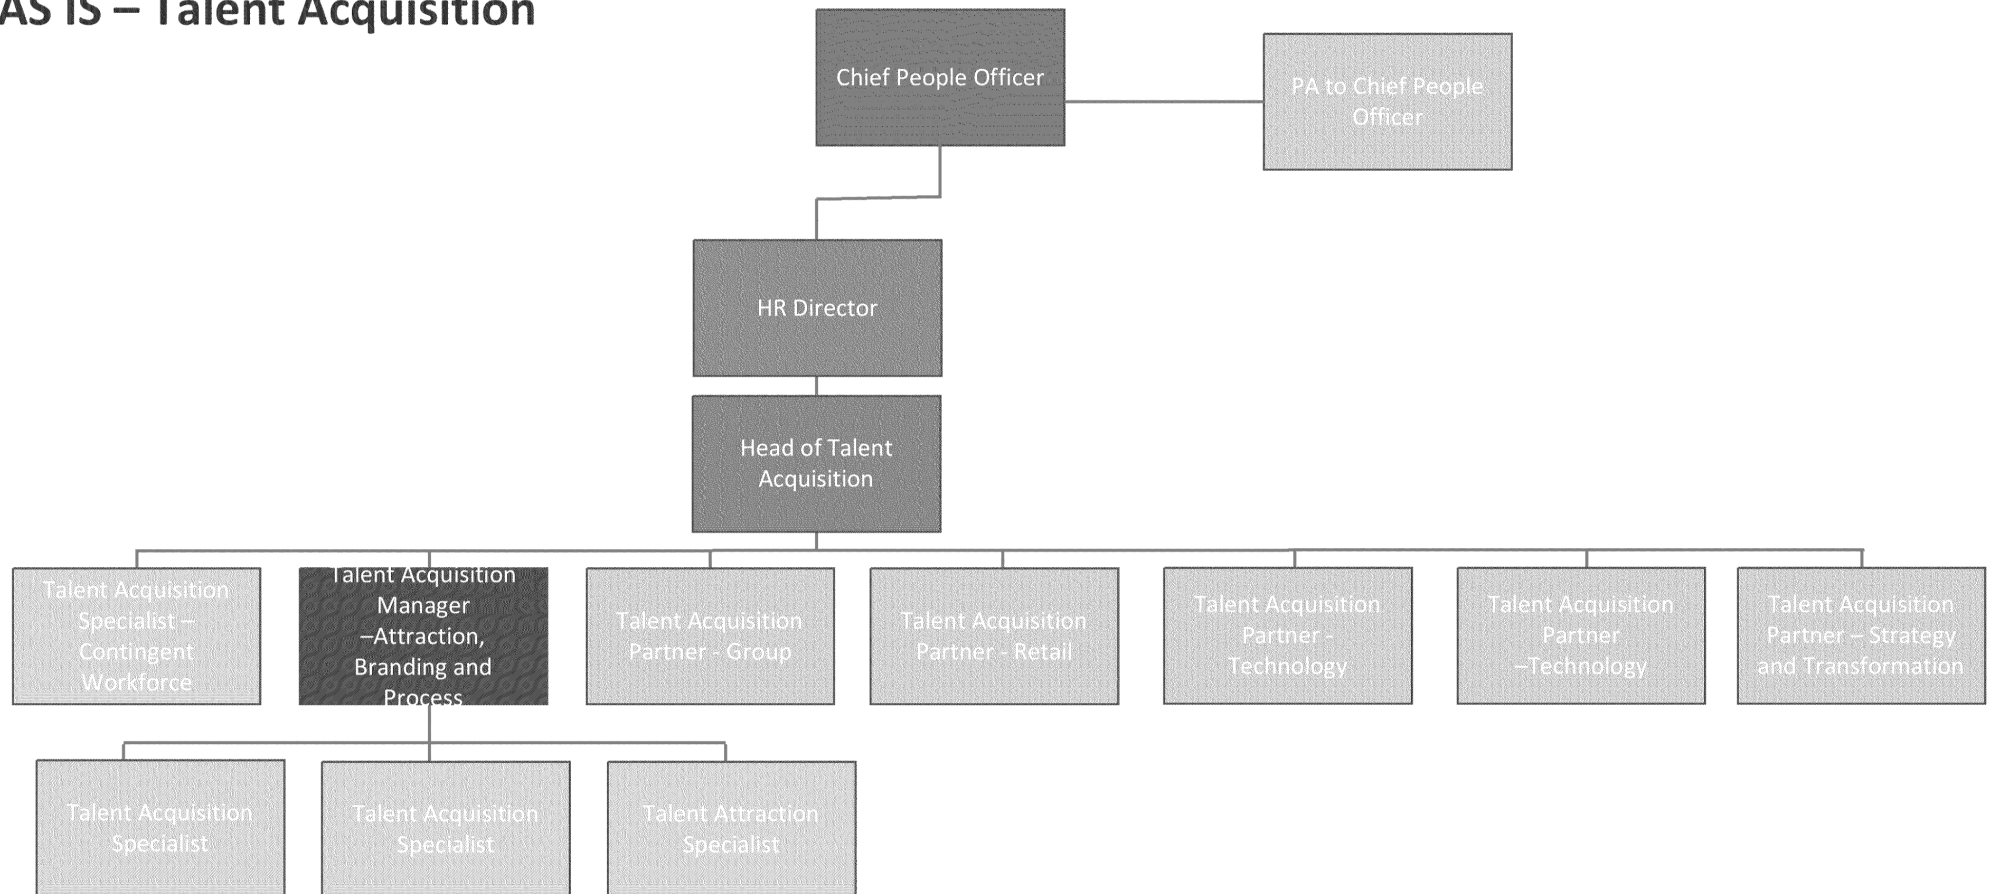 AS IS – Talent Acquisition
Chief People Officer
PA to Chief People
Officer
HR Director
Head of Talent
Acquisition
Talent Acquisition
Specialist –
Contingent
Workforce
Talent Acquisition
Manager
–Attraction,
Branding and
Process
Talent Acquisition
Partner - Group
Talent Acquisition
Partner - Retail
Talent Acquisition
Partner -
Technology
Talent Acquisition
Partner
–Technology
Talent Acquisition
Partner – Strategy
and Transformation
Talent Acquisition
Specialist
Talent Acquisition
Specialist
Talent Attraction
Specialist